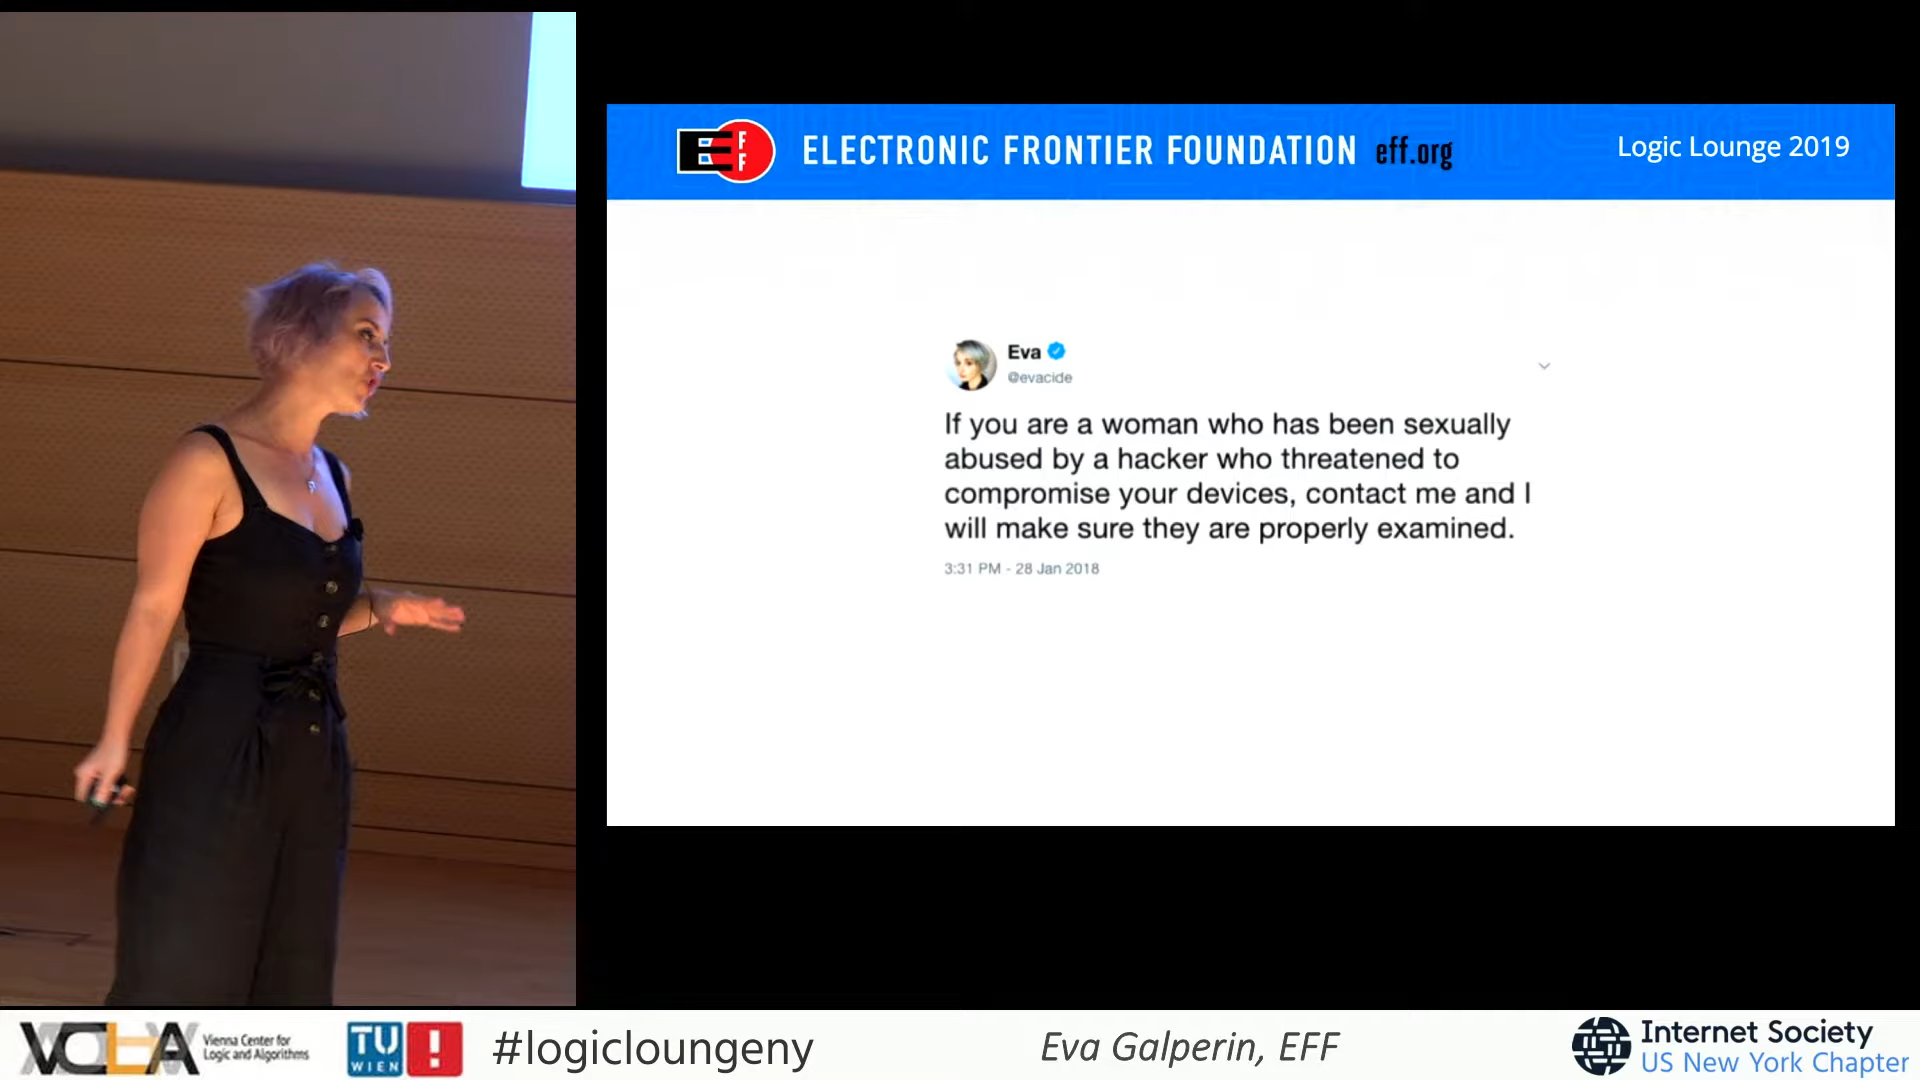 EFF
ELECTRONIC FRONTIER FOUNDATION eff.org
Logic Lounge 2019
Eva
@evacide
If you are a woman who has been sexually
abused by a hacker who threatened to
compromise your devices, contact me and I
will make sure they are properly examined.
3:31 PM - 28 Jan 2018
VCLA
Vienna Center for
Logic and Algorithms
TU
WIEN
!
#logicloungeny
Eva Galperin, EFF
Internet Society
US New York Chapter